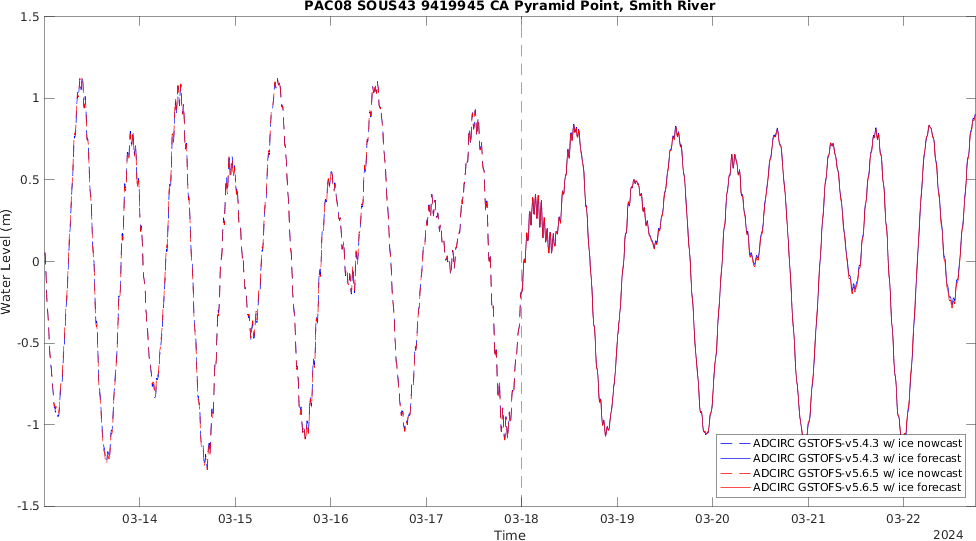 PAC08 SOUS43 9419945 CA Pyramid Point, Smith River
1.5
1
0.5
0
-0.5
-1
-1.5
Water Level (m)
03-14 03-15 03-16 03-17 03-18 03-19 03-20 03-21 03-22
Time
2024
ADCIRC GSTOFS-v5.4.3 w/ ice nowcast
ADCIRC GSTOFS-v5.4.3 w/ ice forecast
ADCIRC GSTOFS-v5.6.5 w/ ice nowcast
ADCIRC GSTOFS-v5.6.5 w/ ice forecast